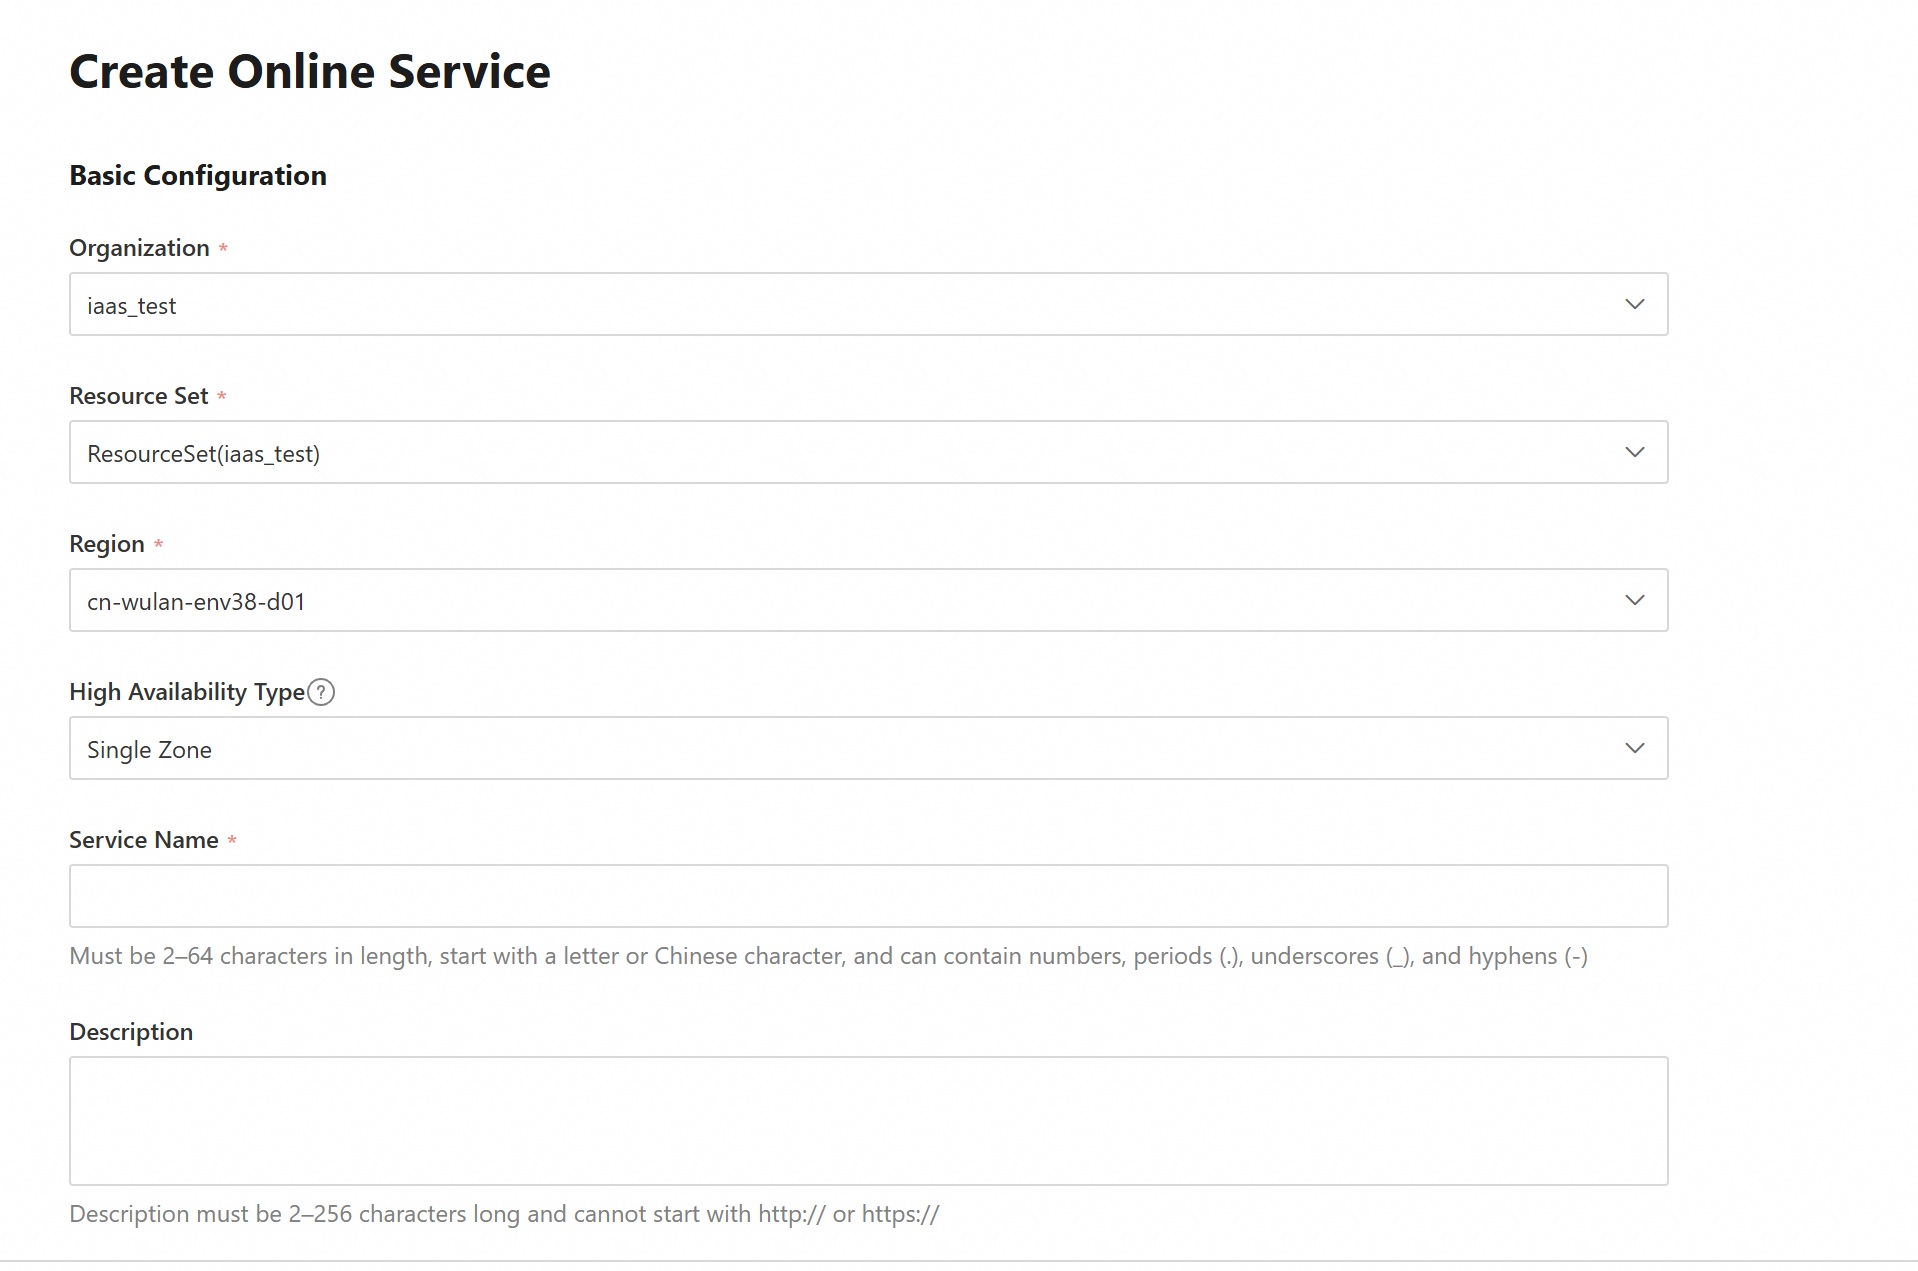 Create Online Service
Basic Configuration
Organization *
iaas_test
Resource Set *
ResourceSet(iaas_test)
Region *
cn-wulan-env38-d01
High Availability Type ?
Single Zone
Service Name *
Must be 2–64 characters in length, start with a letter or Chinese character, and can contain numbers, periods (.), underscores (_), and hyphens (-)
Description
Description must be 2–256 characters long and cannot start with http:// or https://